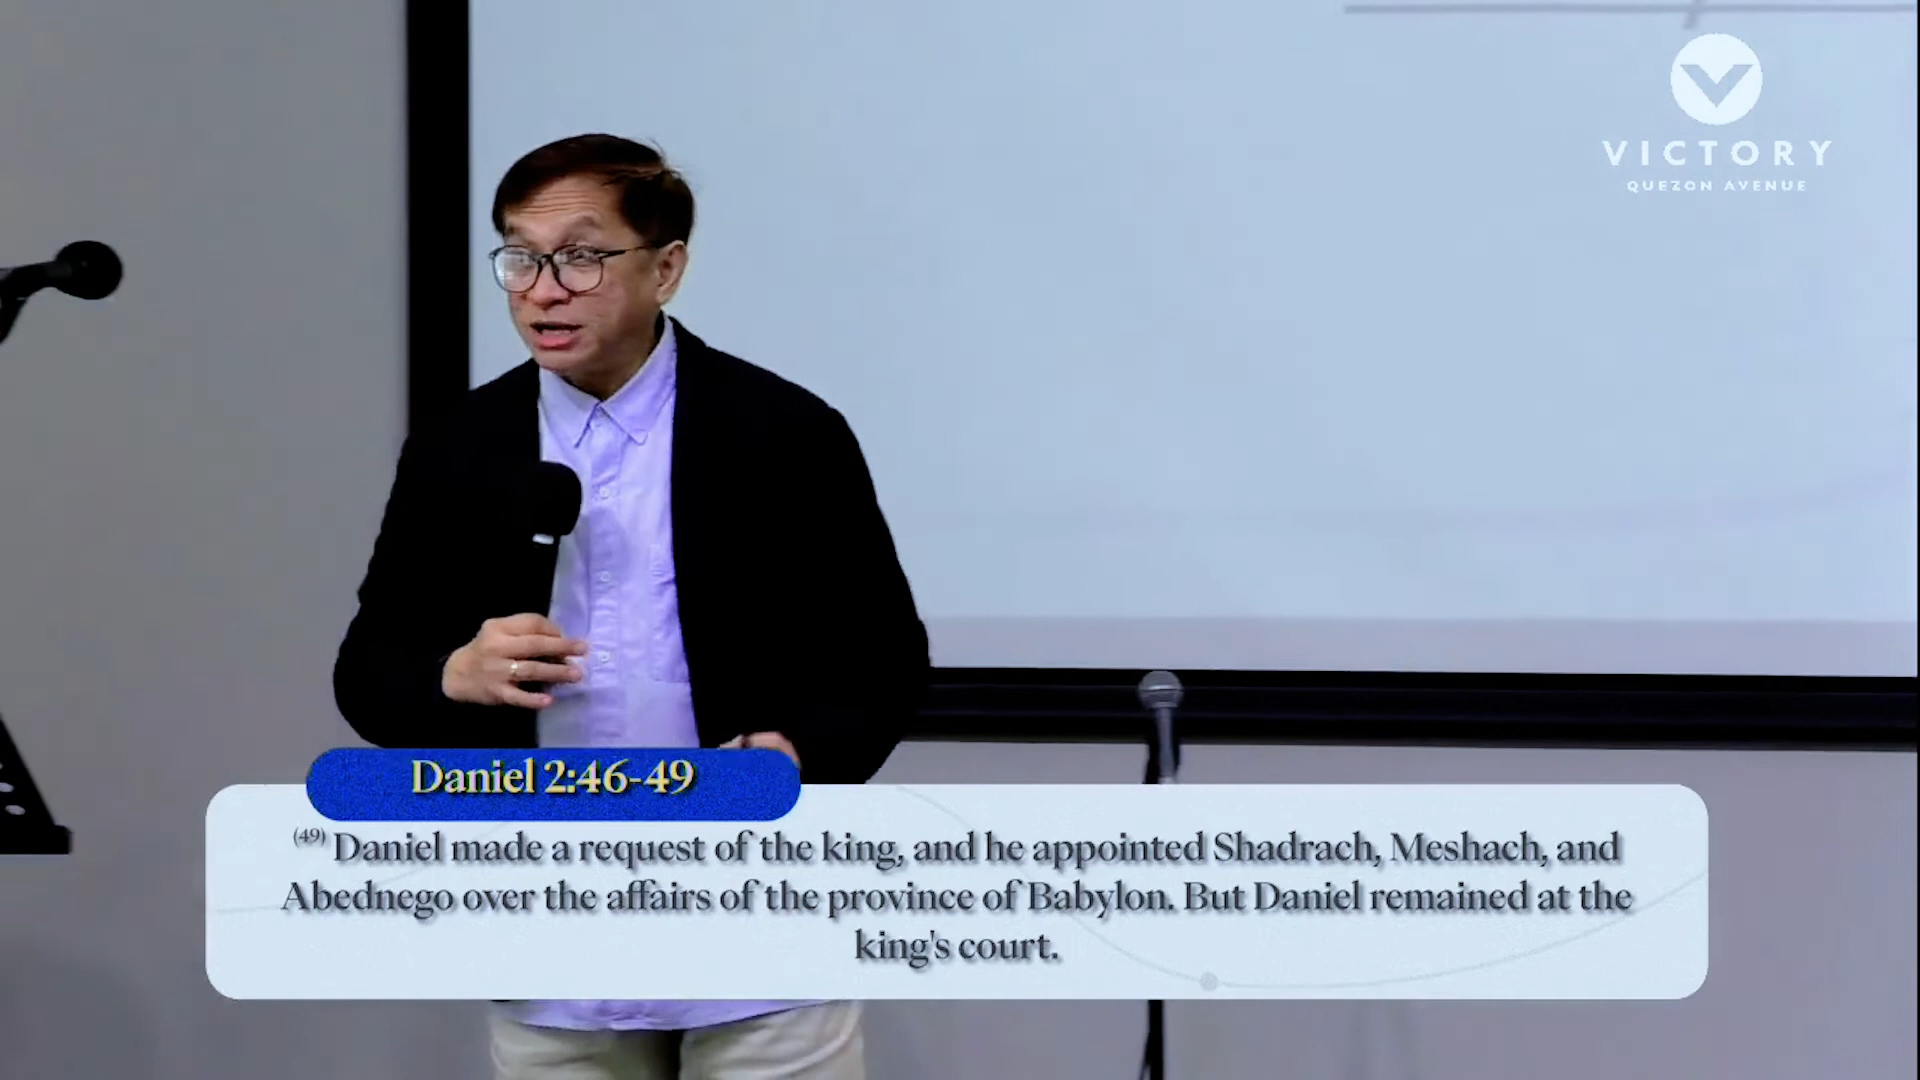 VICTORY
QUEZON AVENUE
Daniel 2:46-49
(49) Daniel made a request of the king, and he appointed Shadrach, Meshach, and
Abednego over the affairs of the province of Babylon. But Daniel remained at the
king's court.